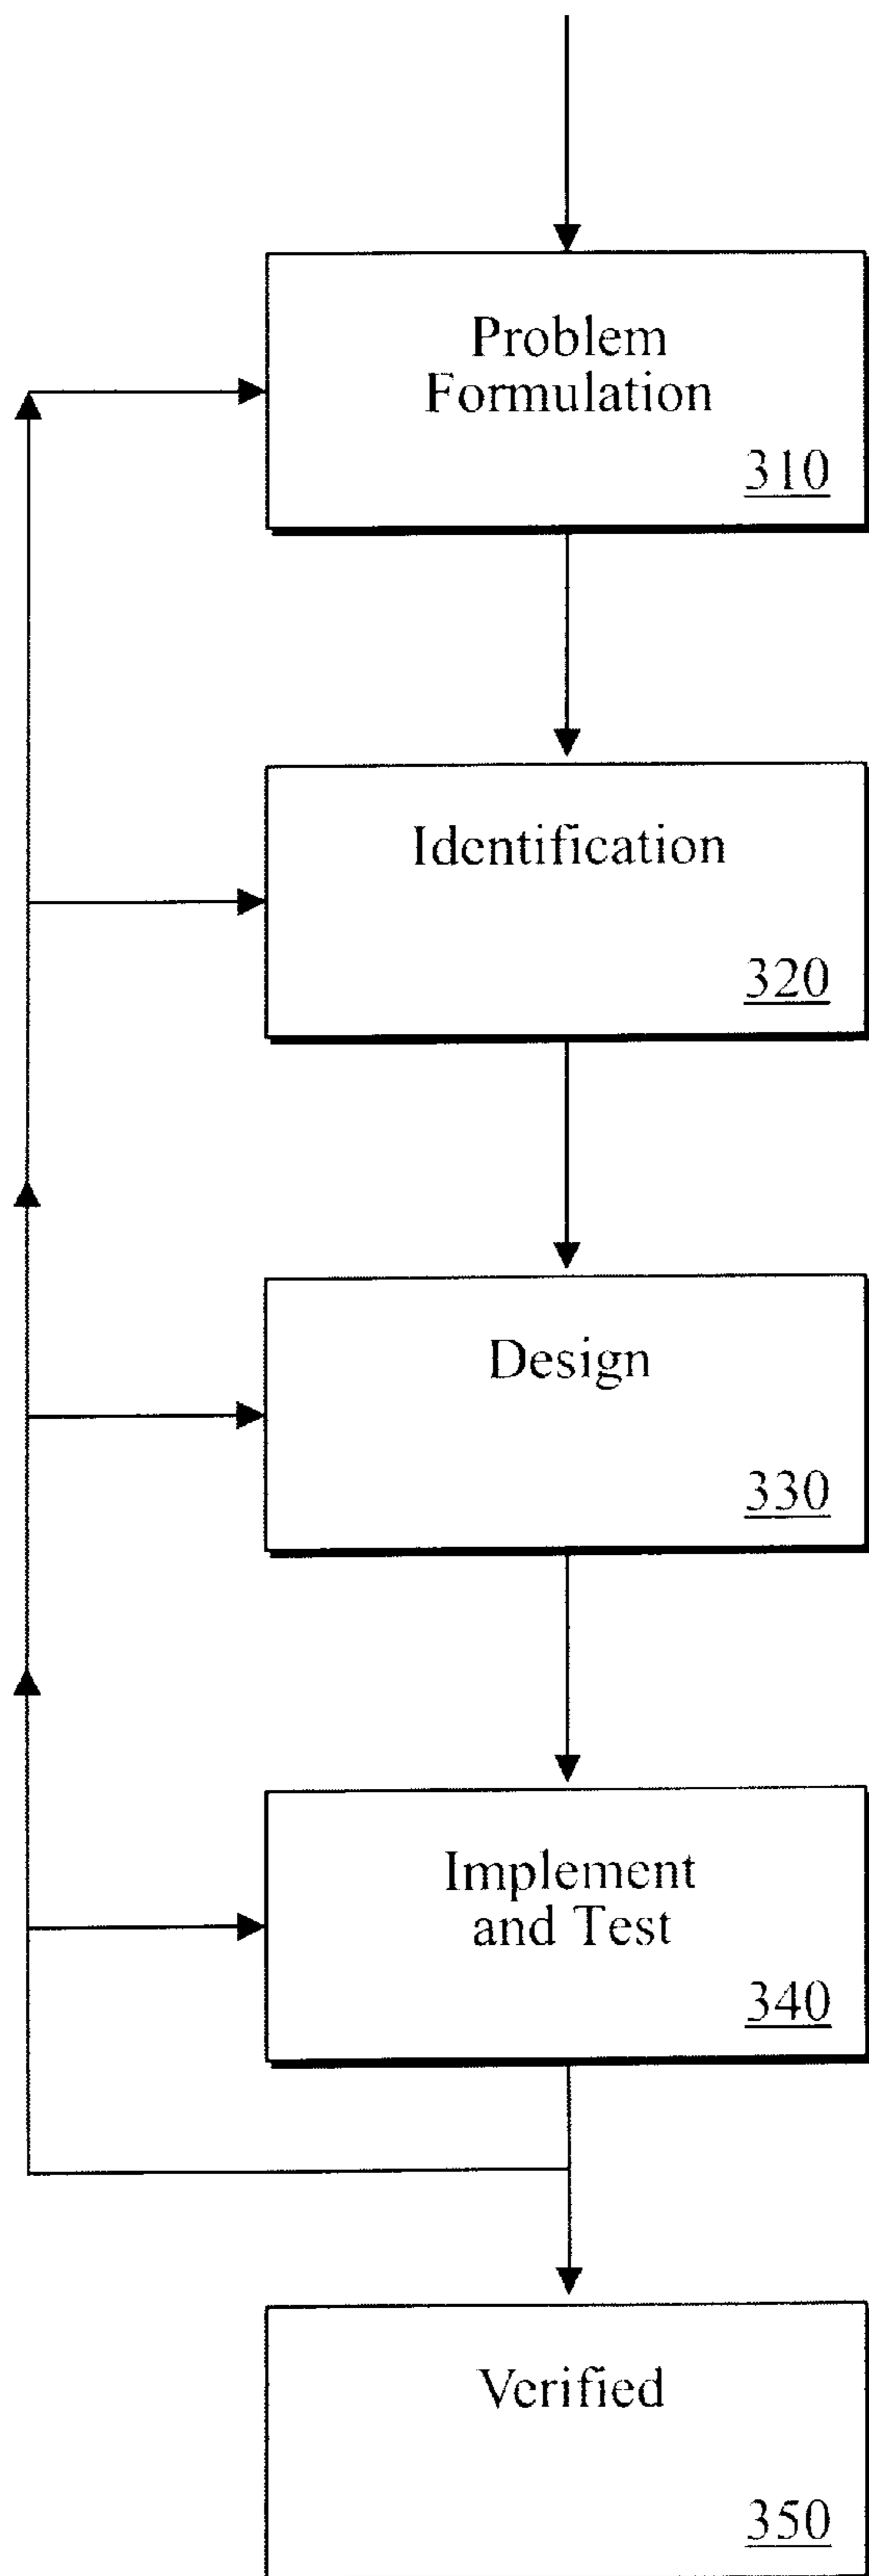 Problem
Formulation
310
Identification
320
Design
330
Implement
and Test
340
Verified
350